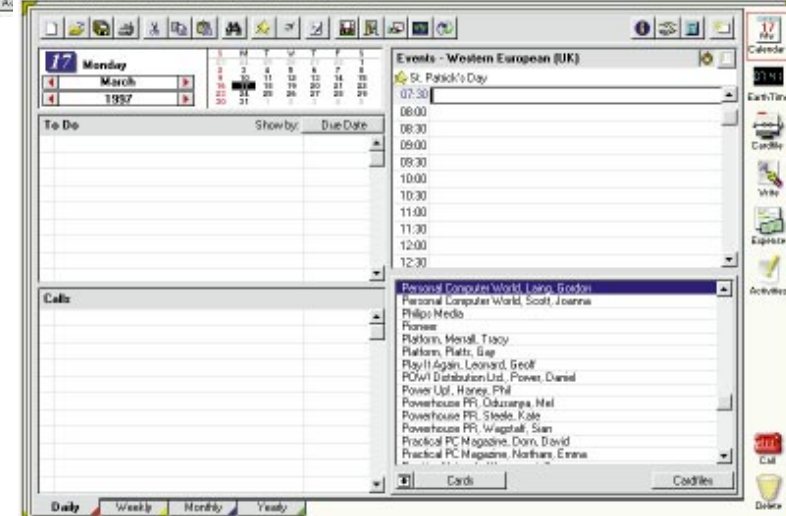 17 Monday
March
1997
S M T W T F S
Events - Western European (UK)
St. Patrick's Day
07:30
08:00
08:30
09:00
09:30
10:00
10:30
11:00
11:30
12:00
12:30
To Do Show by: Due Date
Calls
Personal Computer World, Laing, Gordon
Personal Computer World, Scott, Joanna
Philips Media
Pioneer
Platform, Merrall, Tracy
Platform, Platts, Gay
Play It Again, Leonard, Geoff
POW! Distribution Ltd., Power, Daniel
Power Up!, Haney, Phil
Powerhouse PR, Odusanya, Mel
Powerhouse PR, Steele, Kate
Powerhouse PR, Wagstaff, Sian
Practical PC Magazine, Dorn, David
Practical PC Magazine, Northam, Emma
Cards Cardfiles
Daily Weekly Monthly Yearly
17
Calendar
EarthTime
Cardfile
Write
Expense
Activities
Call
Delete